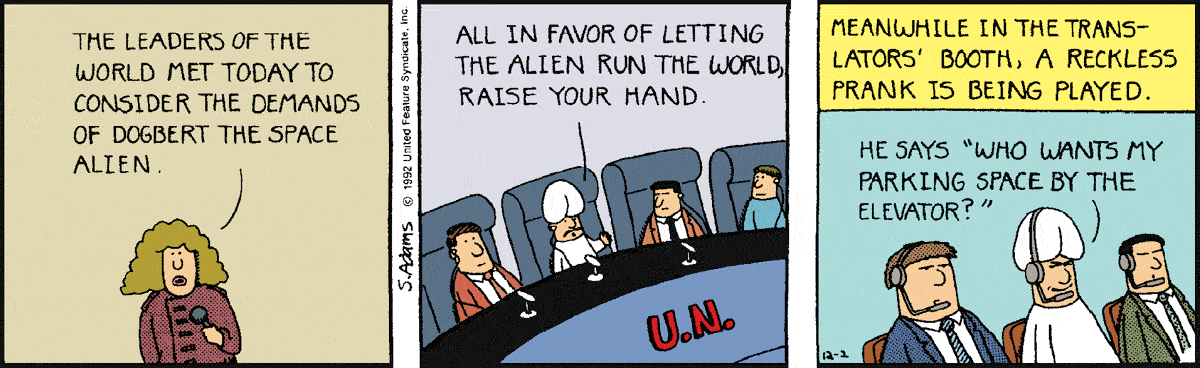 THE LEADERS OF THE
WORLD MET TODAY TO
CONSIDER THE DEMANDS
OF DOGBERT THE SPACE
ALIEN.
S.Adams
© 1992 United Feature Syndicate, Inc.
ALL IN FAVOR OF LETTING
THE ALIEN RUN THE WORLD,
RAISE YOUR HAND.
U.N.
MEANWHILE IN THE TRANS-
LATORS' BOOTH, A RECKLESS
PRANK IS BEING PLAYED.
HE SAYS "WHO WANTS MY
PARKING SPACE BY THE
ELEVATOR?"
12-2